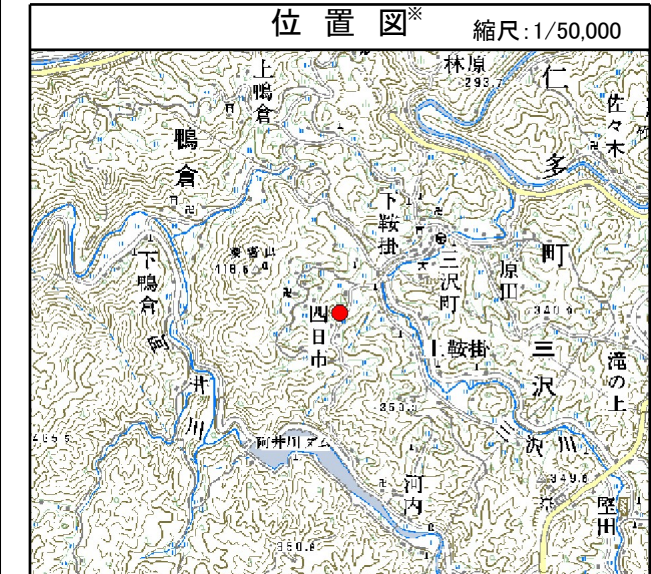 位 置 図※
縮尺:1/50,000
上鴨倉
林原
仁
佐々木
鴨倉
多
下鞍掛
下鴨倉
三沢町
原田
町
四日市
阿
井
川
上鞍掛
三沢
滝の上
三沢川
阿井川ダム
河内
堅田